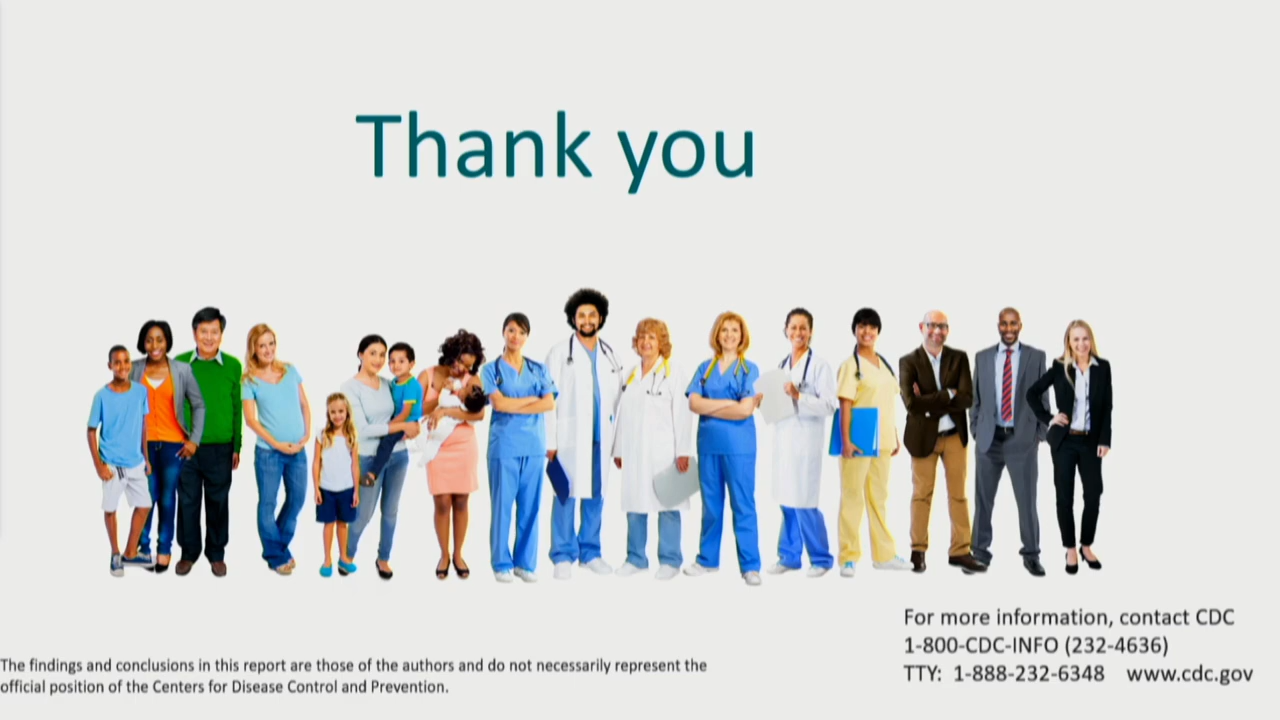 Thank you
For more information, contact CDC
1-800-CDC-INFO (232-4636)
TTY: 1-888-232-6348 www.cdc.gov
The findings and conclusions in this report are those of the authors and do not necessarily represent the
official position of the Centers for Disease Control and Prevention.